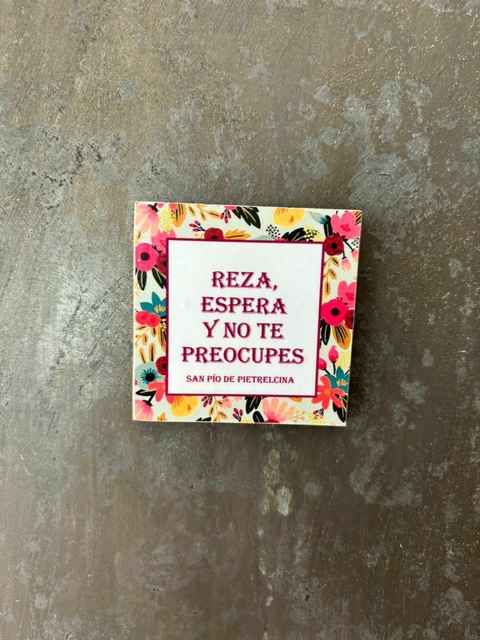 REZA,
ESPERA
Y NO TE
PREOCUPES
SAN PÍO DE PIETRELCINA